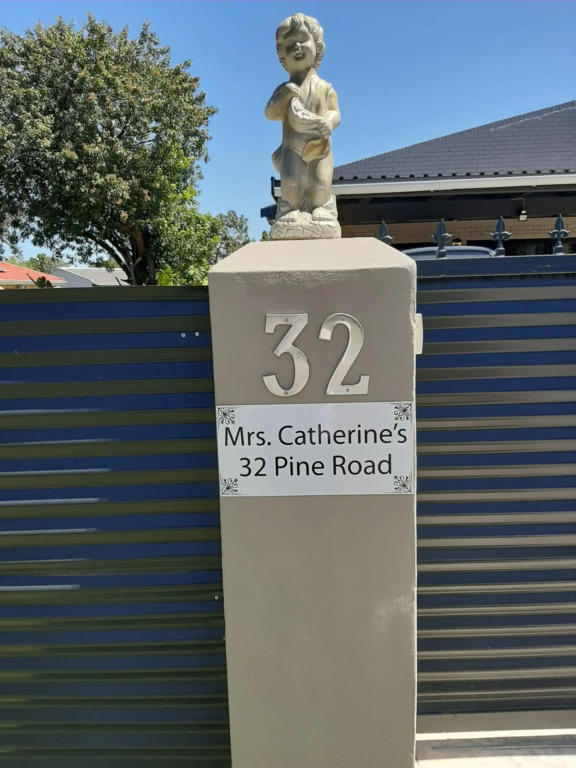 32
Mrs. Catherine's
32 Pine Road